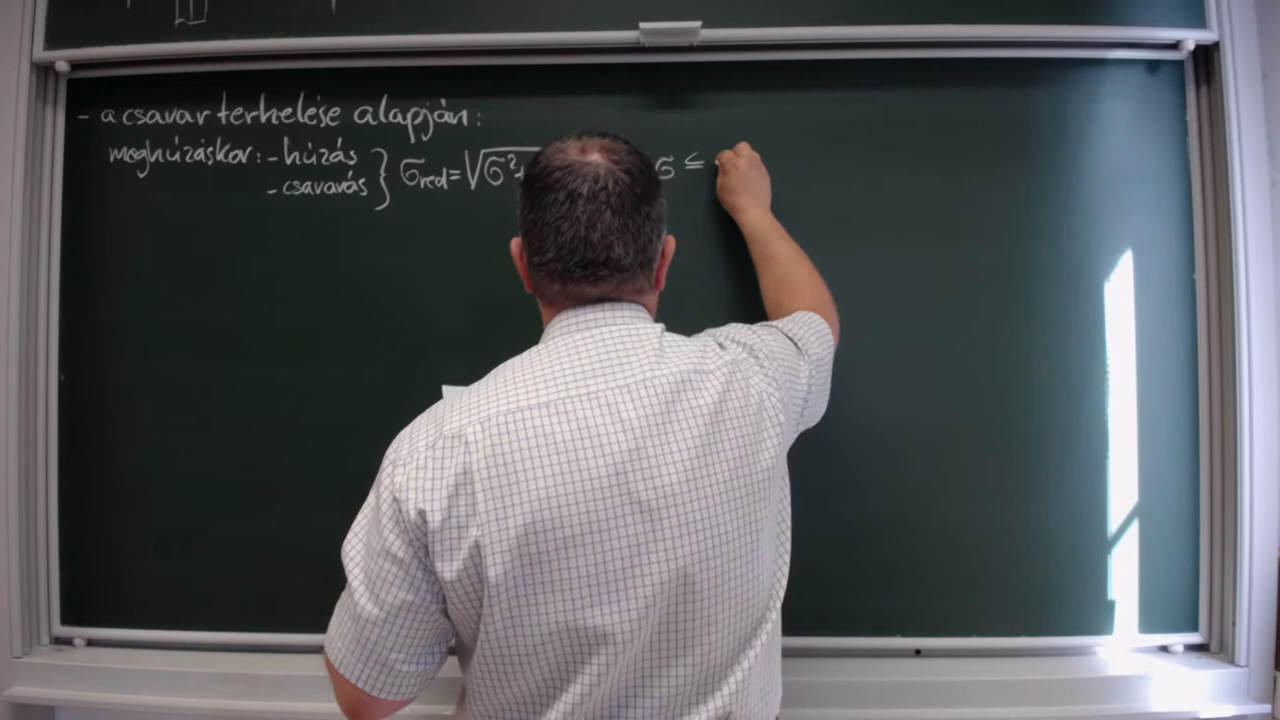 - a csavar terhelése alapján:
meghúzáskor: - húzás
- csavarás } σred = √σ²+ σ ≤